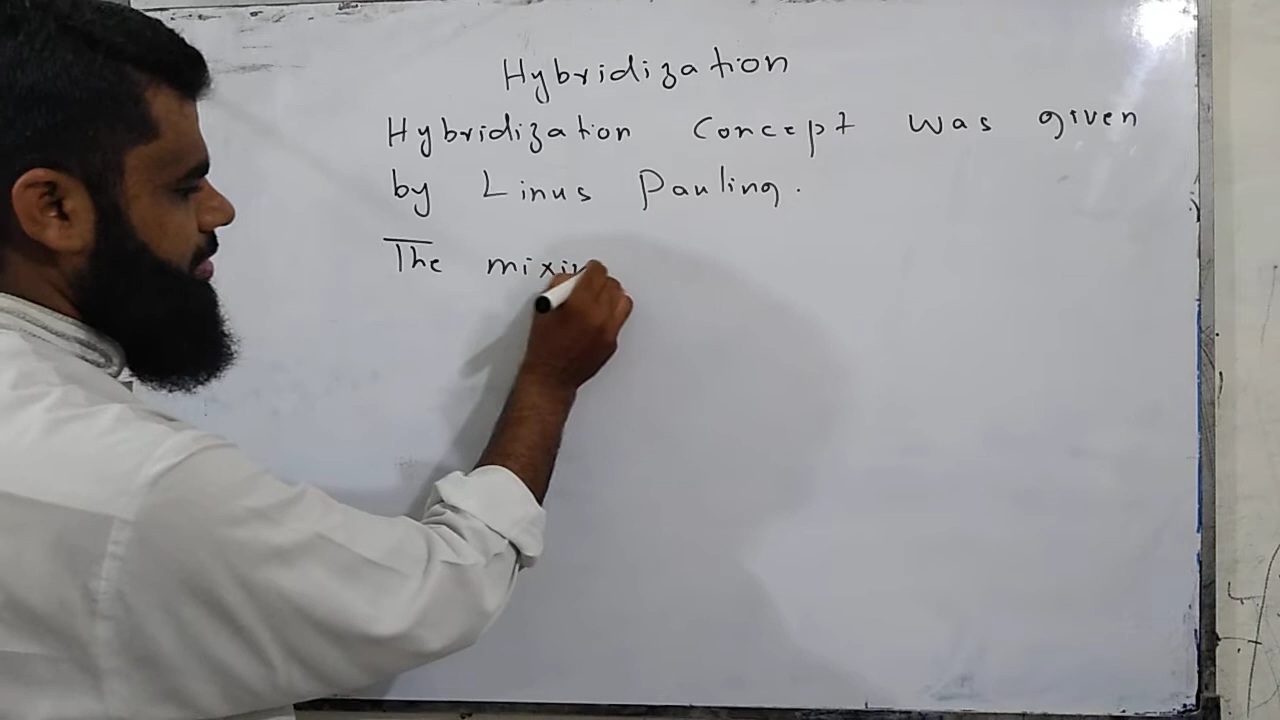 Hybridization
Hybridization Concept was given
by Linus Pauling.
The